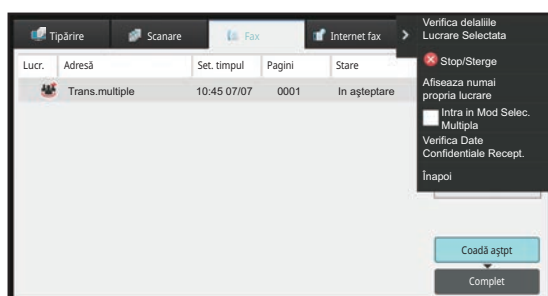 Tipărire
Scanare
Fax
Internet fax
Lucr.
Adresă
Set. timpul
Pagini
Stare
Trans.multiple
10:45 07/07
0001
In aşteptare
Verifica delaliile
Lucrare Selectata
Stop/Sterge
Afiseaza numai
propria lucrare
Intra in Mod Selec.
Multipla
Verifica Date
Confidentiale Recept.
Înapoi
Coadă aştpt
Complet